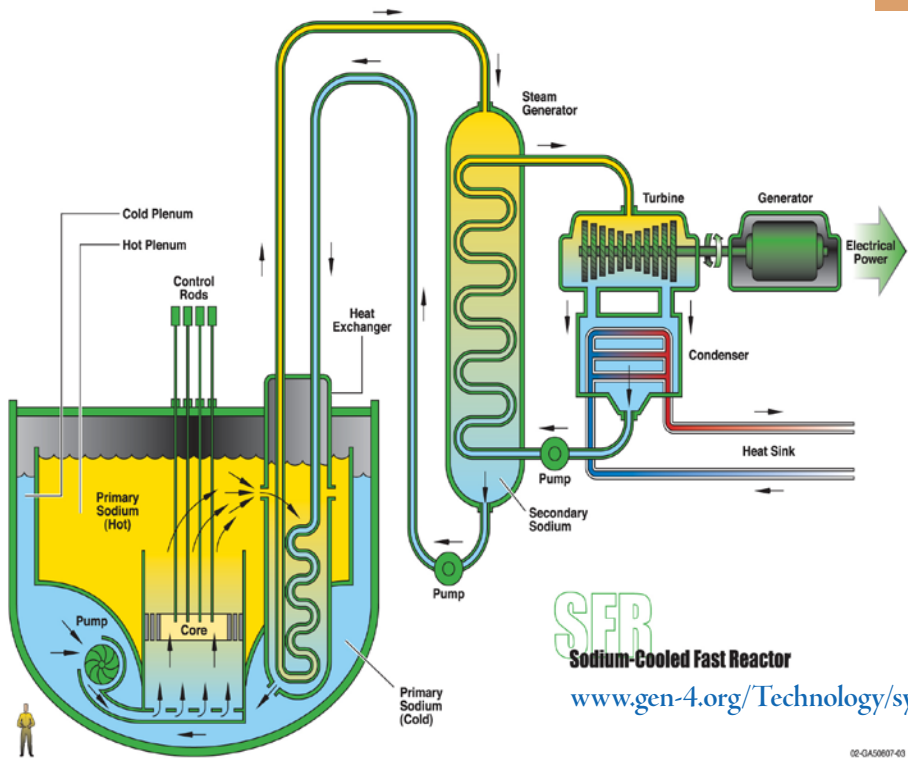 Steam
Generator
Cold Plenum
Hot Plenum
Control
Rods
Heat
Exchanger
Turbine
Generator
Electrical
Power
Condenser
Heat Sink
Pump
Secondary
Sodium
Primary
Sodium
(Hot)
Pump
Core
Pump
Primary
Sodium
(Cold)
SFR
Sodium-Cooled Fast Reactor
www.gen-4.org/Technology/sy
02-GA50807-03